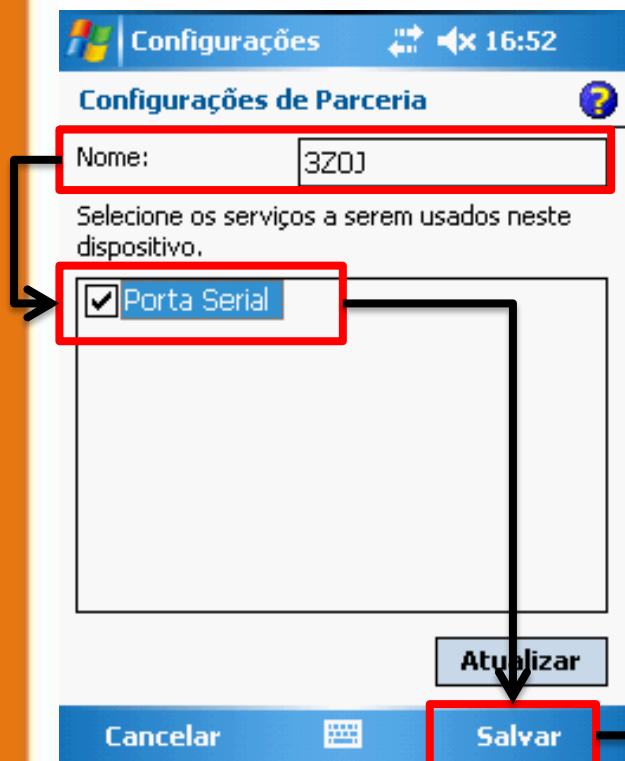 Configurações 16:52
Configurações de Parceria
Nome: 3Z0J
Selecione os serviços a serem usados neste
dispositivo.
Porta Serial
Atualizar
Cancelar Salvar